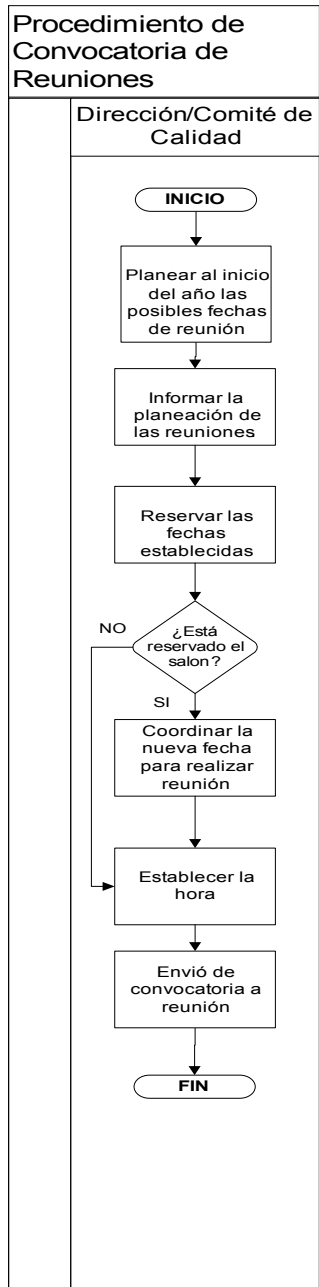 Procedimiento de
Convocatoria de
Reuniones
Dirección/Comité de
Calidad
INICIO
Planear al inicio
del año las
posibles fechas
de reunión
Informar la
planeación de
las reuniones
Reservar las
fechas
establecidas
NO
¿Está
reservado el
salon?
SI
Coordinar la
nueva fecha
para realizar
reunión
Establecer la
hora
Envió de
convocatoria a
reunión
FIN